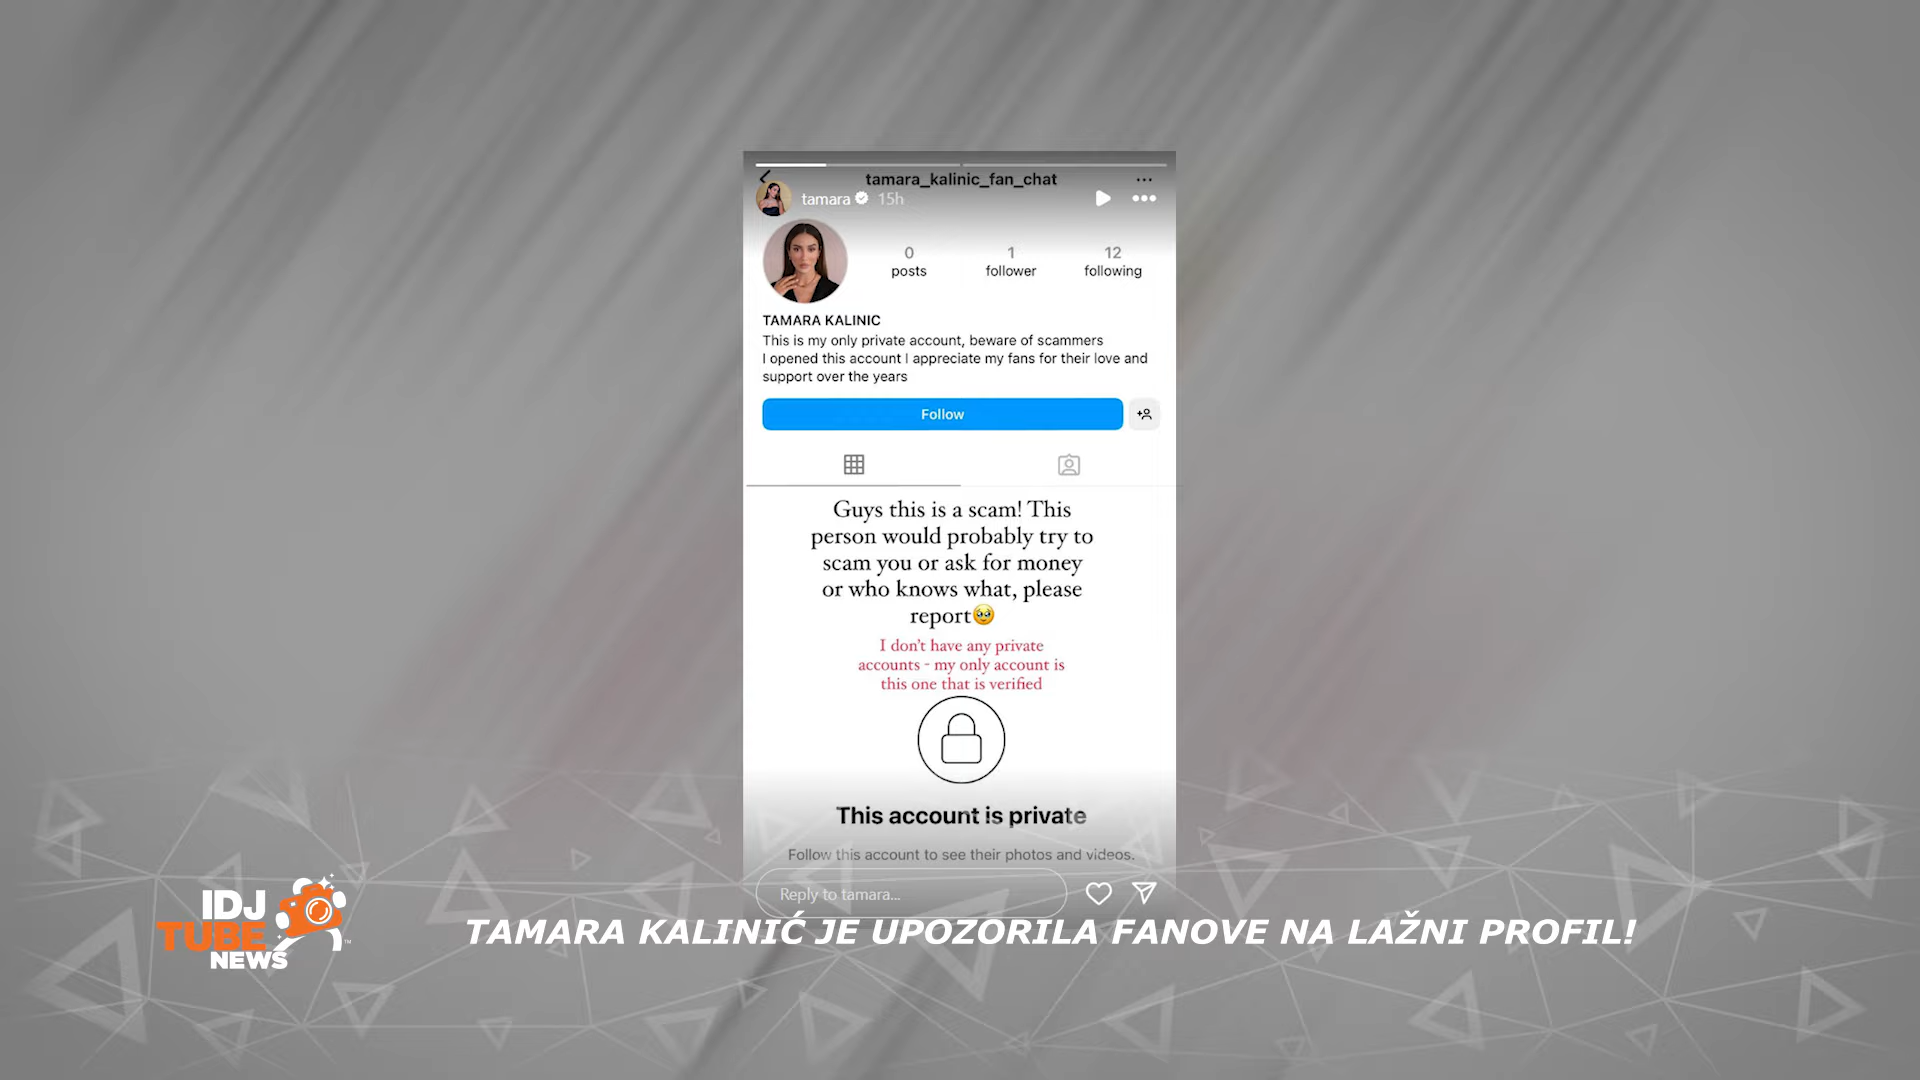 tamara_kalinic_fan_chat
tamara 15h
0 1 12
posts follower following
TAMARA KALINIC
This is my only private account, beware of scammers
I opened this account I appreciate my fans for their love and
support over the years
Follow
Guys this is a scam! This
person would probably try to
scam you or ask for money
or who knows what, please
report🥹
I don't have any private
accounts - my only account is
this one that is verified
This account is private
Follow this account to see their photos and videos.
Reply to tamara...
IDJ
TUBE
NEWS
TM
TAMARA KALINIĆ JE UPOZORILA FANOVE NA LAŽNI PROFIL!